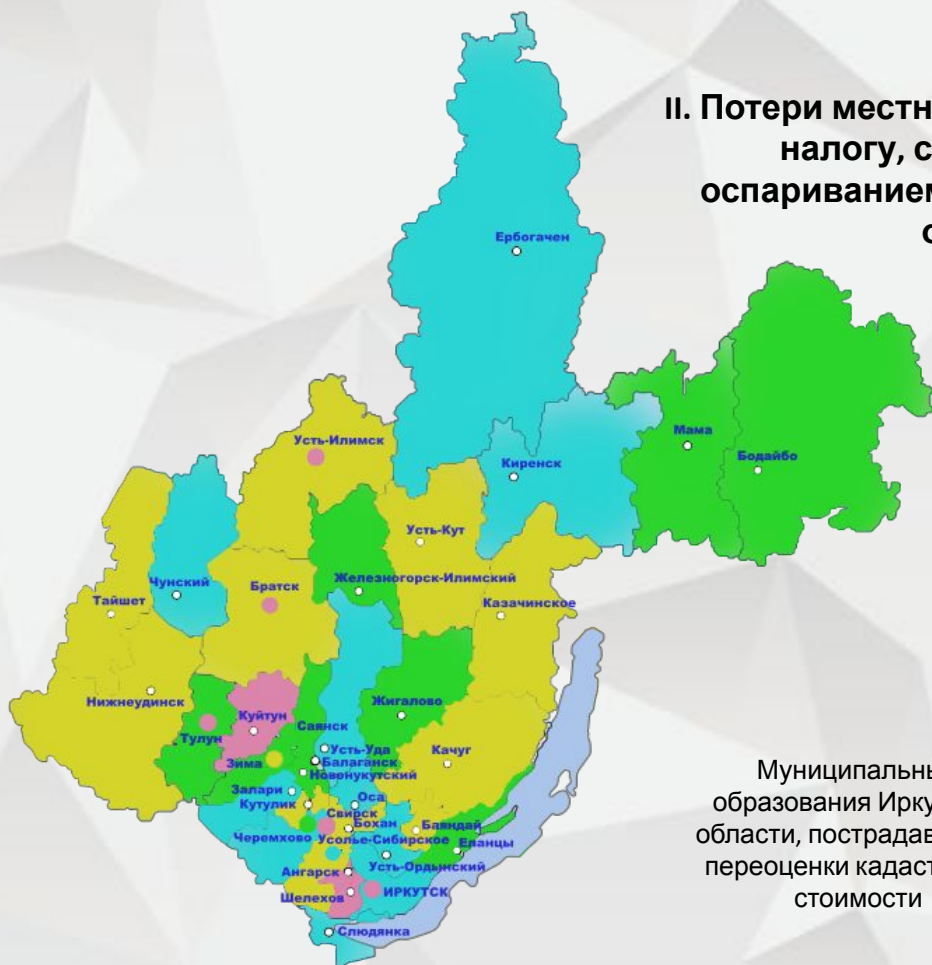 II. Потери местн
налогу, с
оспариванием
о
Ербогачен
Мама
Бодайбо
Киренск
Усть-Илимск
Усть-Кут
Железногорск-Илимский
Чунский
Братск
Тайшет
Казачинское
Нижнеудинск
Куйтун
Жигалово
Тулун
Саянск
Усть-Уда
Качуг
Зима
Балаганск
Новонукутский
Залари
Кутулик
Оса
Свирск
Бохан
Баяндай
Черемхово
Усолье-Сибирское
Еланцы
Усть-Ордынский
Ангарск
ИРКУТСК
Шелехов
Слюдянка
Муниципальны
образования Ирку
области, пострадав
переоценки кадаст
стоимости